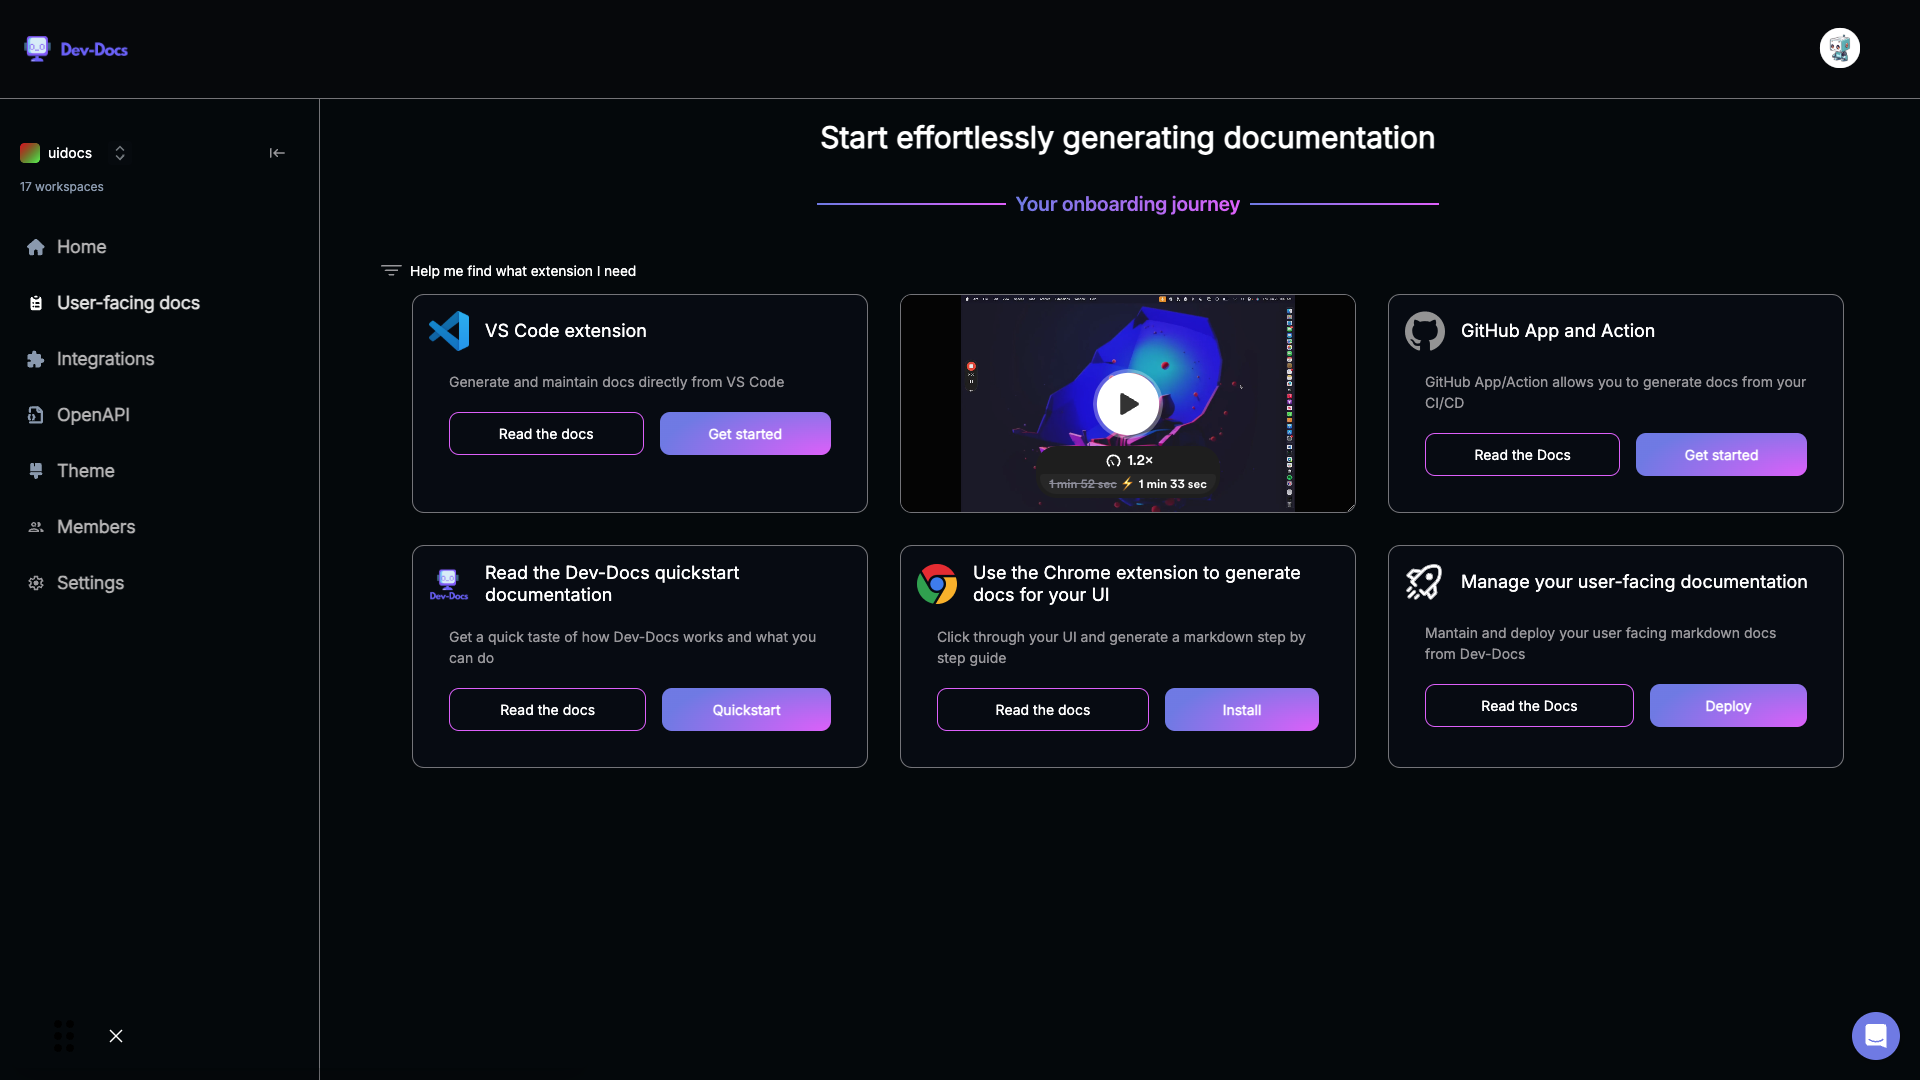 Dev-Docs
uidocs
17 workspaces
Home
User-facing docs
Integrations
OpenAPI
Theme
Members
Settings
Start effortlessly generating documentation
Your onboarding journey
Help me find what extension I need
VS Code extension
Generate and maintain docs directly from VS Code
Read the docs
Get started
1.2×
1 min 52 sec ⚡ 1 min 33 sec
GitHub App and Action
GitHub App/Action allows you to generate docs from your
CI/CD
Read the Docs
Get started
Dev-Docs
Read the Dev-Docs quickstart
documentation
Get a quick taste of how Dev-Docs works and what you
can do
Read the docs
Quickstart
Use the Chrome extension to generate
docs for your UI
Click through your UI and generate a markdown step by
step guide
Read the docs
Install
Manage your user-facing documentation
Mantain and deploy your user facing markdown docs
from Dev-Docs
Read the Docs
Deploy